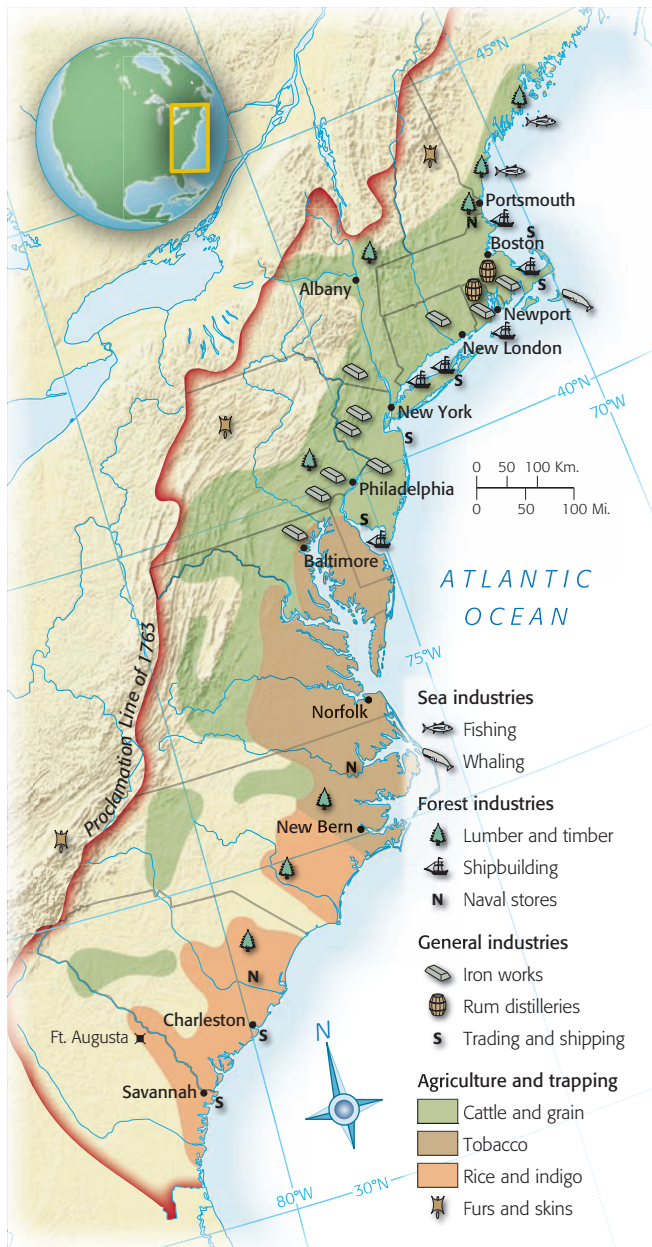 45°N
Portsmouth
N
S
Boston
Albany
S
Newport
New London
S
40°N
70°W
New York
S
0 50 100 Km.
0 50 100 Mi.
Philadelphia
S
Baltimore
ATLANTIC
OCEAN
Proclamation Line of 1763
75°W
Norfolk
N
New Bern
N
Charleston
S
Ft. Augusta
Savannah
S
N
80°W
30°N
Sea industries
Fishing
Whaling
Forest industries
Lumber and timber
Shipbuilding
N Naval stores
General industries
Iron works
Rum distilleries
S Trading and shipping
Agriculture and trapping
Cattle and grain
Tobacco
Rice and indigo
Furs and skins